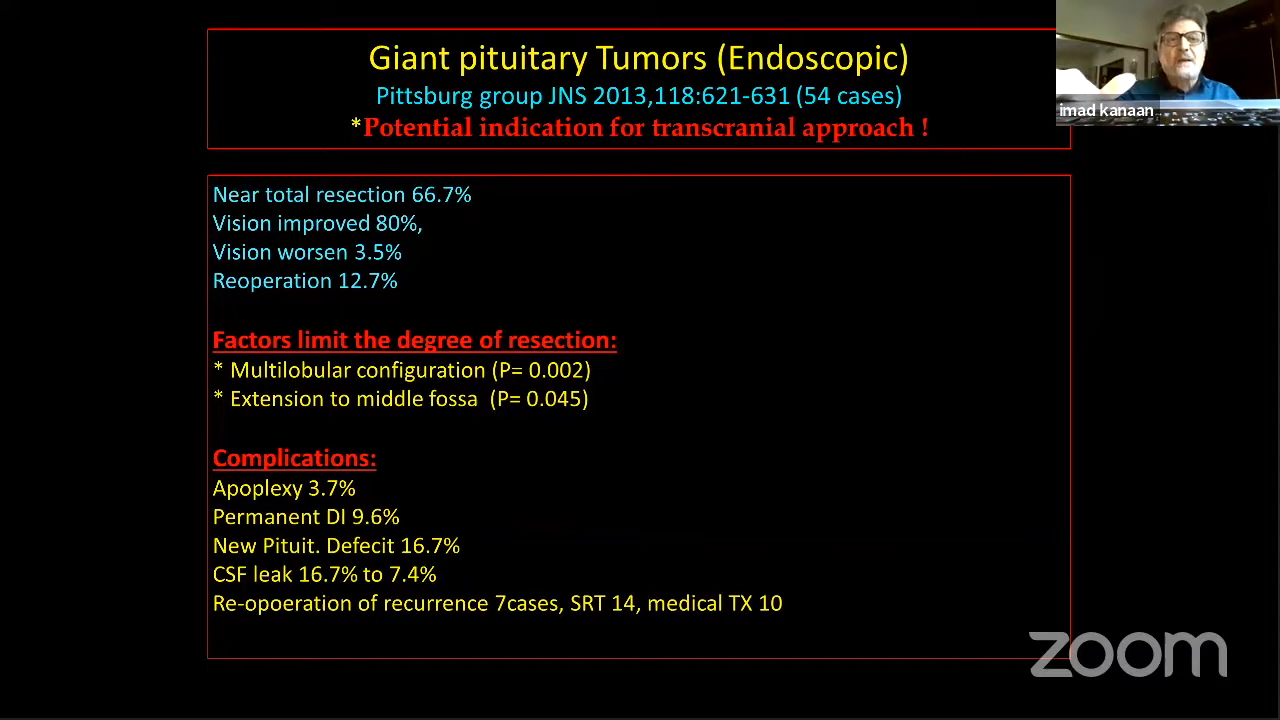 Giant pituitary Tumors (Endoscopic)
Pittsburg group JNS 2013,118:621-631 (54 cases)
*Potential indication for transcranial approach !
imad kanaan
Near total resection 66.7%
Vision improved 80%,
Vision worsen 3.5%
Reoperation 12.7%
Factors limit the degree of resection:
* Multilobular configuration (P= 0.002)
* Extension to middle fossa (P= 0.045)
Complications:
Apoplexy 3.7%
Permanent DI 9.6%
New Pituit. Defecit 16.7%
CSF leak 16.7% to 7.4%
Re-opoeration of recurrence 7cases, SRT 14, medical TX 10
zoom